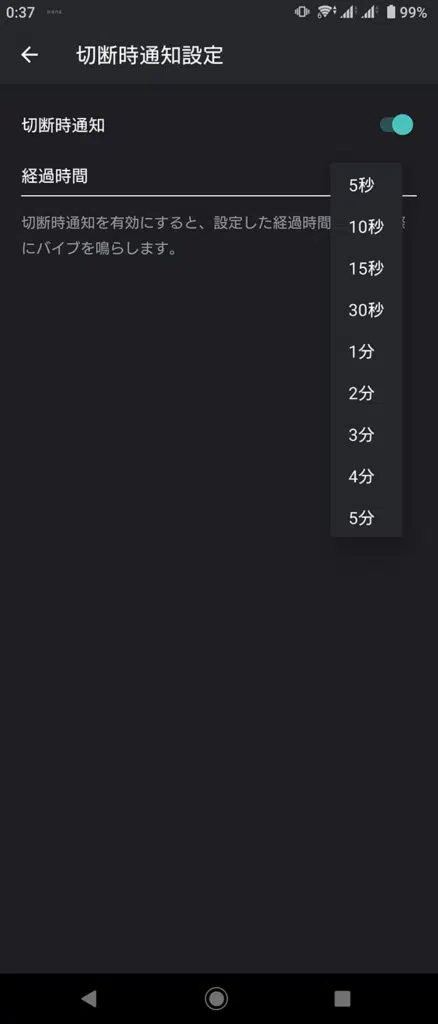 0:37 wena 6 99%
切断時通知設定
切断時通知
経過時間
切断時通知を有効にすると、設定した経過時間 際
にバイブを鳴らします。
5秒
10秒
15秒
30秒
1分
2分
3分
4分
5分